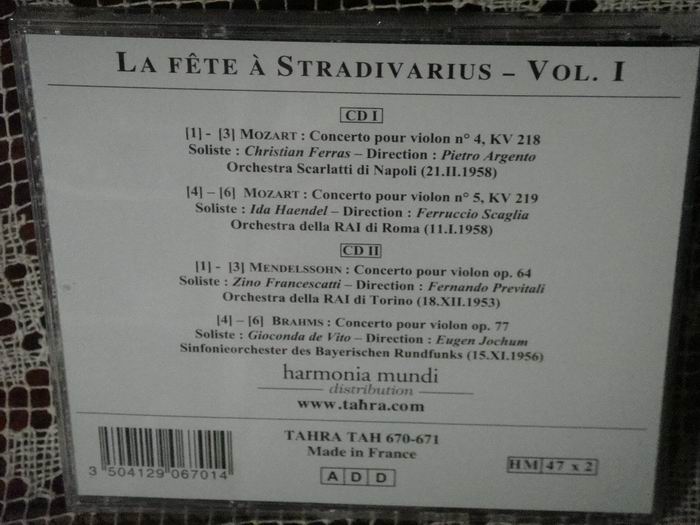 LA FÊTE À STRADIVARIUS – VOL. I
CD I
[1] - [3] MOZART : Concerto pour violon n° 4, KV 218
Soliste : Christian Ferras – Direction : Pietro Argento
Orchestra Scarlatti di Napoli (21.II.1958)
[4] – [6] MOZART : Concerto pour violon n° 5, KV 219
Soliste : Ida Haendel – Direction : Ferruccio Scaglia
Orchestra della RAI di Roma (11.I.1958)
CD II
[1] - [3] MENDELSSOHN : Concerto pour violon op. 64
Soliste : Zino Francescatti – Direction : Fernando Previtali
Orchestra della RAI di Torino (18.XII.1953)
[4] – [6] BRAHMS : Concerto pour violon op. 77
Soliste : Gioconda de Vito – Direction : Eugen Jochum
Sinfonieorchester des Bayerischen Rundfunks (15.XI.1956)
harmonia mundi
distribution
www.tahra.com
TAHRA TAH 670-671
Made in France
A D D
HM 47 x 2
3 504129 067014